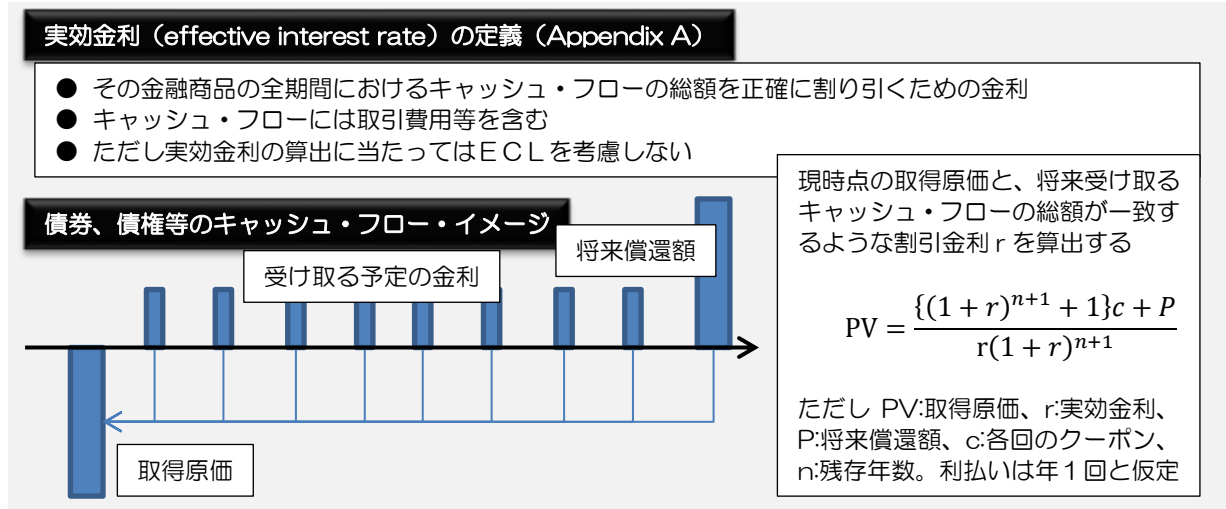 実効金利（effective interest rate）の定義（Appendix A）
● その金融商品の全期間におけるキャッシュ・フローの総額を正確に割り引くための金利
● キャッシュ・フローには取引費用等を含む
● ただし実効金利の算出に当たってはＥＣＬを考慮しない
債券、債権等のキャッシュ・フロー・イメージ
将来償還額
受け取る予定の金利
取得原価
現時点の取得原価と、将来受け取る
キャッシュ・フローの総額が一致す
るような割引金利ｒを算出する
PV = {(1 + r)^{n+1} + 1}c + P / r(1 + r)^{n+1}
ただし PV:取得原価、r:実効金利、
P:将来償還額、c:各回のクーポン、
n:残存年数。利払いは年１回と仮定